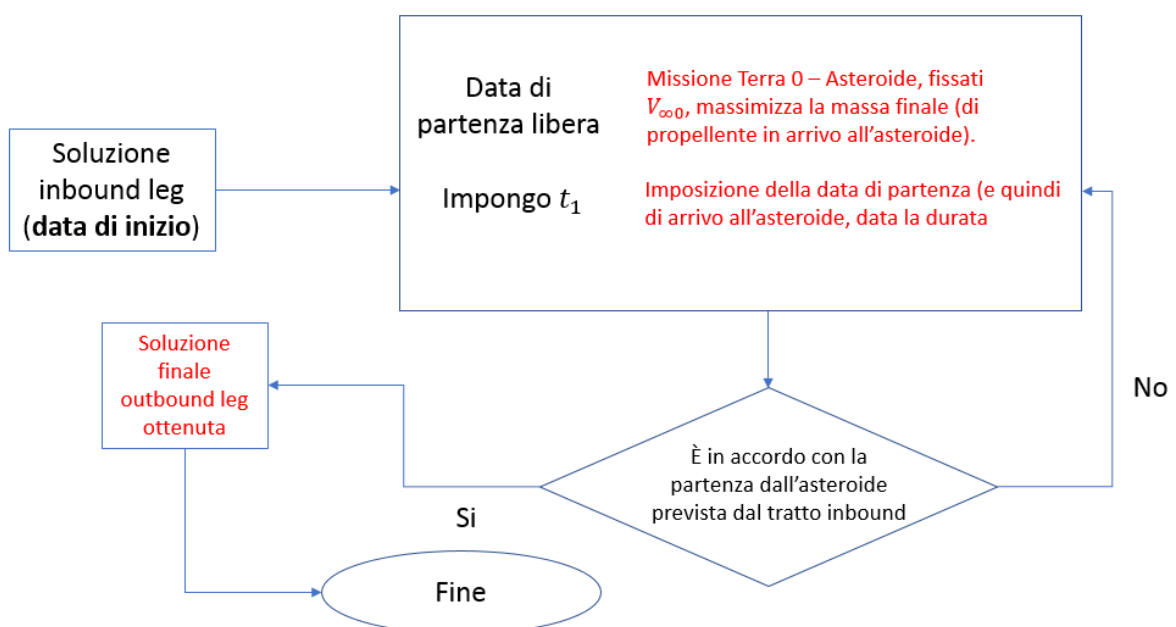 Soluzione
inbound leg
(data di inizio)
Data di
partenza libera
Missione Terra 0 – Asteroide, fissati
V∞0, massimizza la massa finale (di
propellente in arrivo all’asteroide).
Impongo t1
Imposizione della data di partenza (e quindi
di arrivo all’asteroide, data la durata
Soluzione
finale
outbound leg
ottenuta
È in accordo con la
partenza dall’asteroide
prevista dal tratto inbound
No
Si
Fine